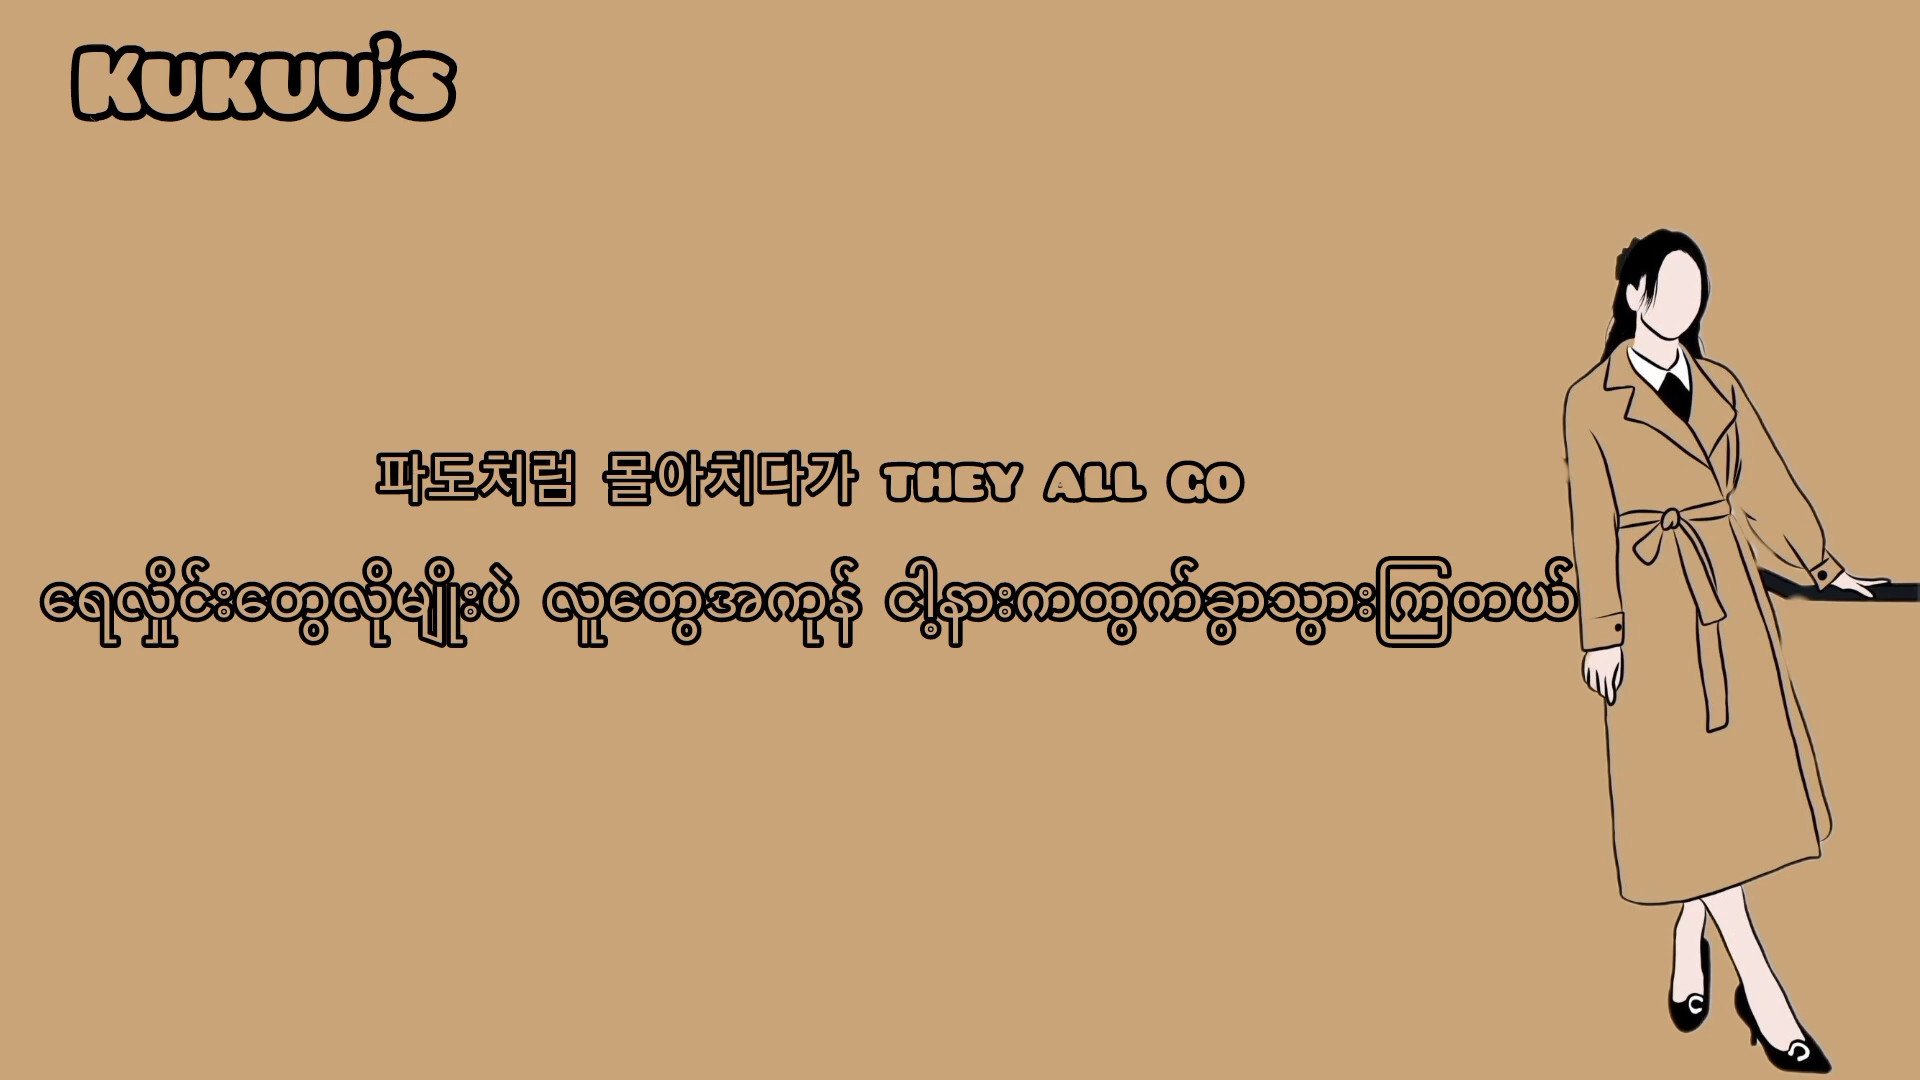 KUKUU'S
파도처럼 몰아치다가 THEY ALL GO
ရေလှိုင်းတွေလိုမျိုးပဲ လူတွေအကုန် ငါ့နားကထွက်ခွာသွားကြတယ်